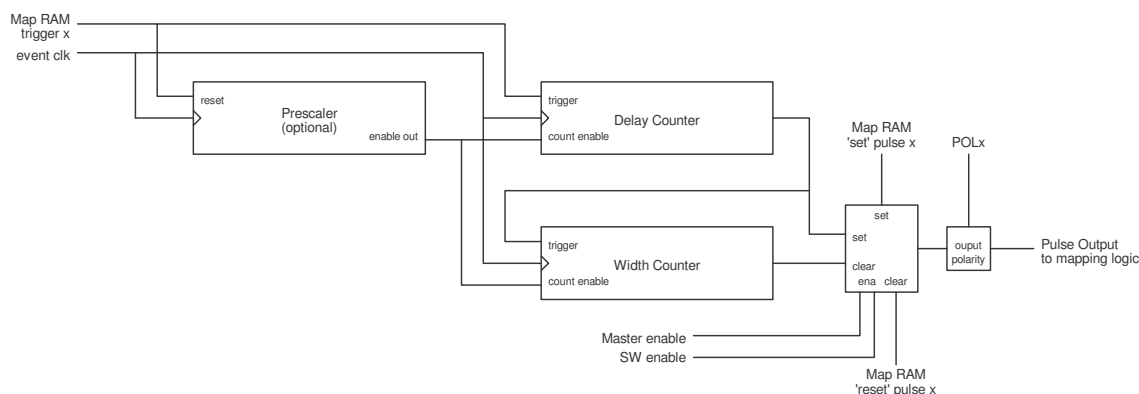 Map RAM
trigger x
event clk
reset
Prescaler
(optional)
enable out
trigger
Delay Counter
count enable
Map RAM
'set' pulse x
POLx
set
set
clear
ena clear
trigger
Width Counter
count enable
ouput
polarity
Pulse Output
to mapping logic
Master enable
SW enable
Map RAM
'reset' pulse x